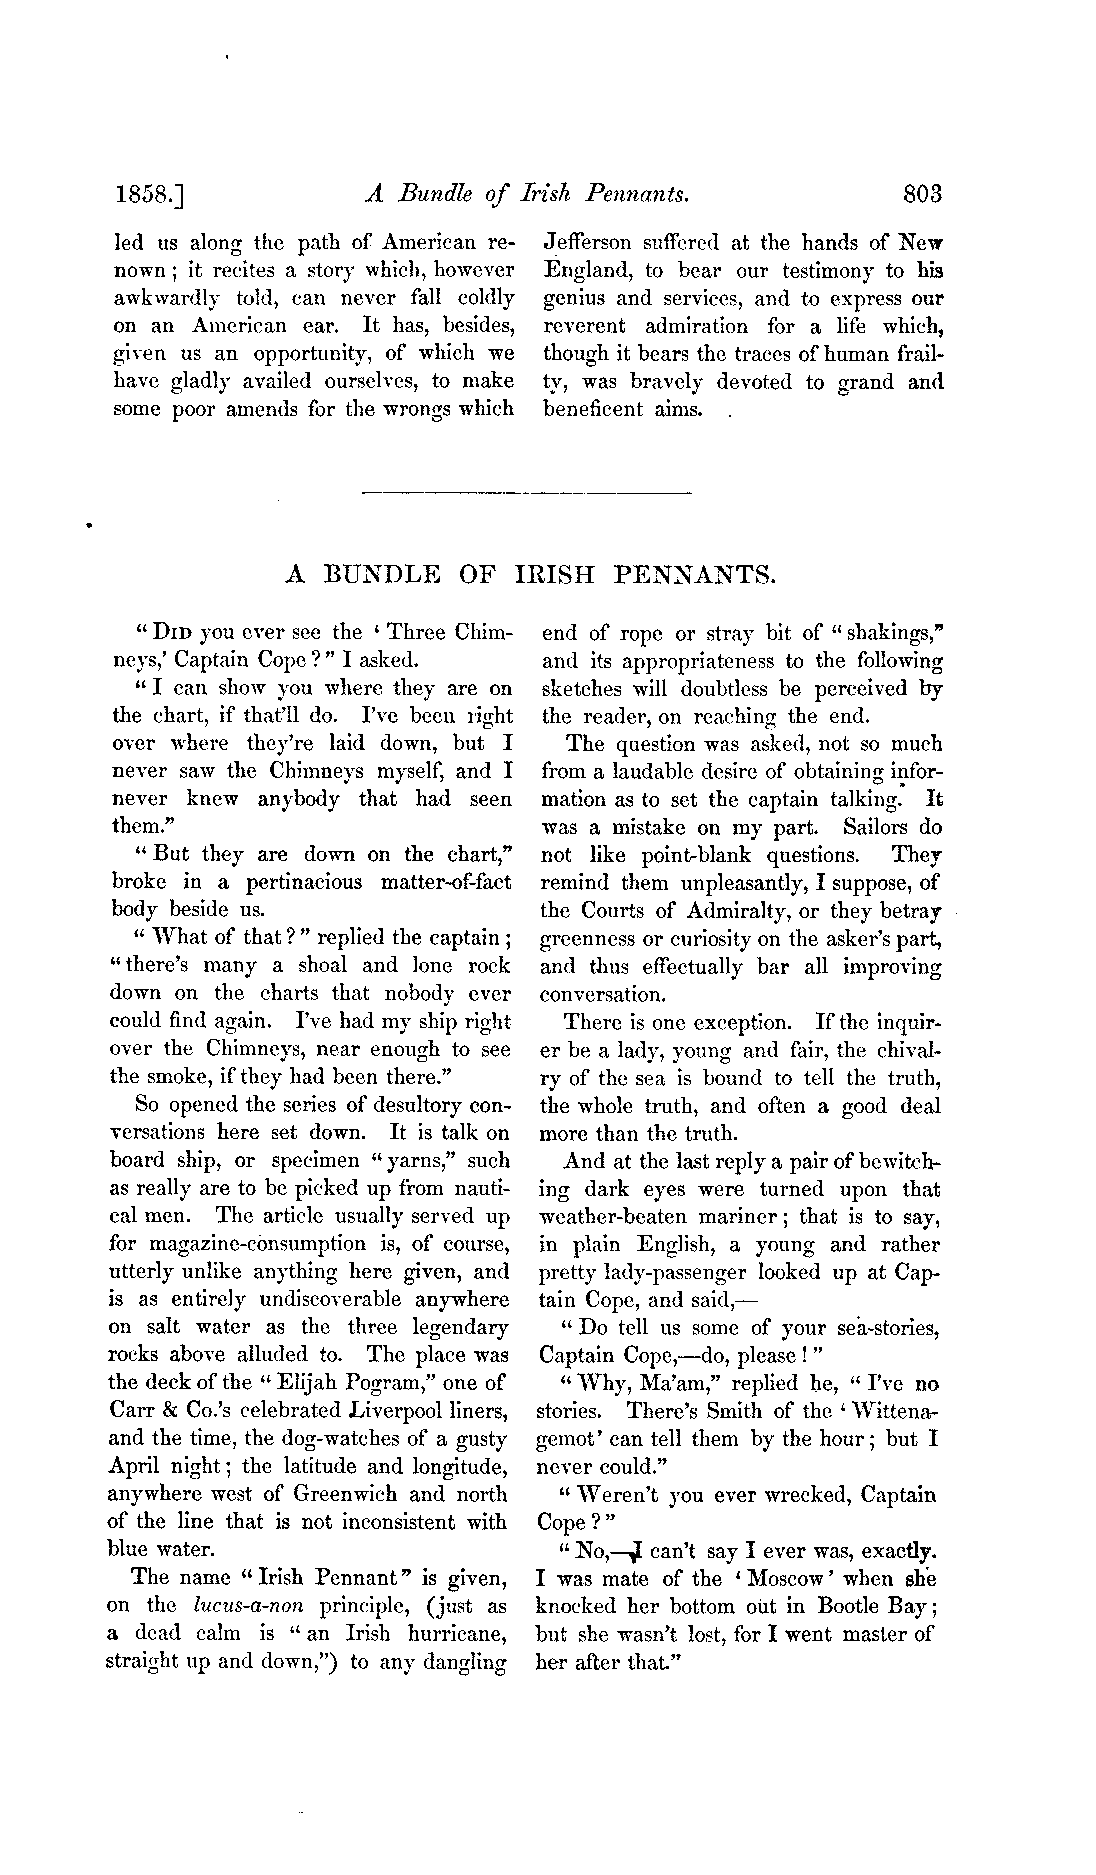 1858.] A Bundle of Irish Pennants. 803
led us along the path of American re-
nown; it recites a story which, however
awkwardly told, can never fall coldly
on an American ear. It has, besides,
given us an opportunity, of which we
have gladly availed ourselves, to make
some poor amends for the wrongs which
Jefferson suffered at the hands of New
England, to bear our testimony to his
genius and services, and to express our
reverent admiration for a life which,
though it bears the traces of human frail-
ty, was bravely devoted to grand and
beneficent aims.
A BUNDLE OF IRISH PENNANTS.
"DID you ever see the 'Three Chim-
neys,' Captain Cope?" I asked.
"I can show you where they are on
the chart, if that'll do. I've been right
over where they're laid down, but I
never saw the Chimneys myself, and I
never knew anybody that had seen
them."
"But they are down on the chart,"
broke in a pertinacious matter-of-fact
body beside us.
"What of that?" replied the captain;
"there's many a shoal and lone rock
down on the charts that nobody ever
could find again. I've had my ship right
over the Chimneys, near enough to see
the smoke, if they had been there."
So opened the series of desultory con-
versations here set down. It is talk on
board ship, or specimen "yarns," such
as really are to be picked up from nauti-
cal men. The article usually served up
for magazine-consumption is, of course,
utterly unlike anything here given, and
is as entirely undiscoverable anywhere
on salt water as the three legendary
rocks above alluded to. The place was
the deck of the "Elijah Pogram," one of
Carr & Co.'s celebrated Liverpool liners,
and the time, the dog-watches of a gusty
April night; the latitude and longitude,
anywhere west of Greenwich and north
of the line that is not inconsistent with
blue water.
The name "Irish Pennant" is given,
on the lucus-a-non principle, (just as
a dead calm is "an Irish hurricane,
straight up and down,") to any dangling
end of rope or stray bit of "shakings,"
and its appropriateness to the following
sketches will doubtless be perceived by
the reader, on reaching the end.
The question was asked, not so much
from a laudable desire of obtaining infor-
mation as to set the captain talking. It
was a mistake on my part. Sailors do
not like point-blank questions. They
remind them unpleasantly, I suppose, of
the Courts of Admiralty, or they betray
greenness or curiosity on the asker's part,
and thus effectually bar all improving
conversation.
There is one exception. If the inquir-
er be a lady, young and fair, the chival-
ry of the sea is bound to tell the truth,
the whole truth, and often a good deal
more than the truth.
And at the last reply a pair of bewitch-
ing dark eyes were turned upon that
weather-beaten mariner; that is to say,
in plain English, a young and rather
pretty lady-passenger looked up at Cap-
tain Cope, and said,—
"Do tell us some of your sea-stories,
Captain Cope,—do, please!"
"Why, Ma'am," replied he, "I've no
stories. There's Smith of the 'Wittena-
gemot' can tell them by the hour; but I
never could."
"Weren't you ever wrecked, Captain
Cope?"
"No,—I can't say I ever was, exactly.
I was mate of the 'Moscow' when she
knocked her bottom out in Bootle Bay;
but she wasn't lost, for I went master of
her after that."